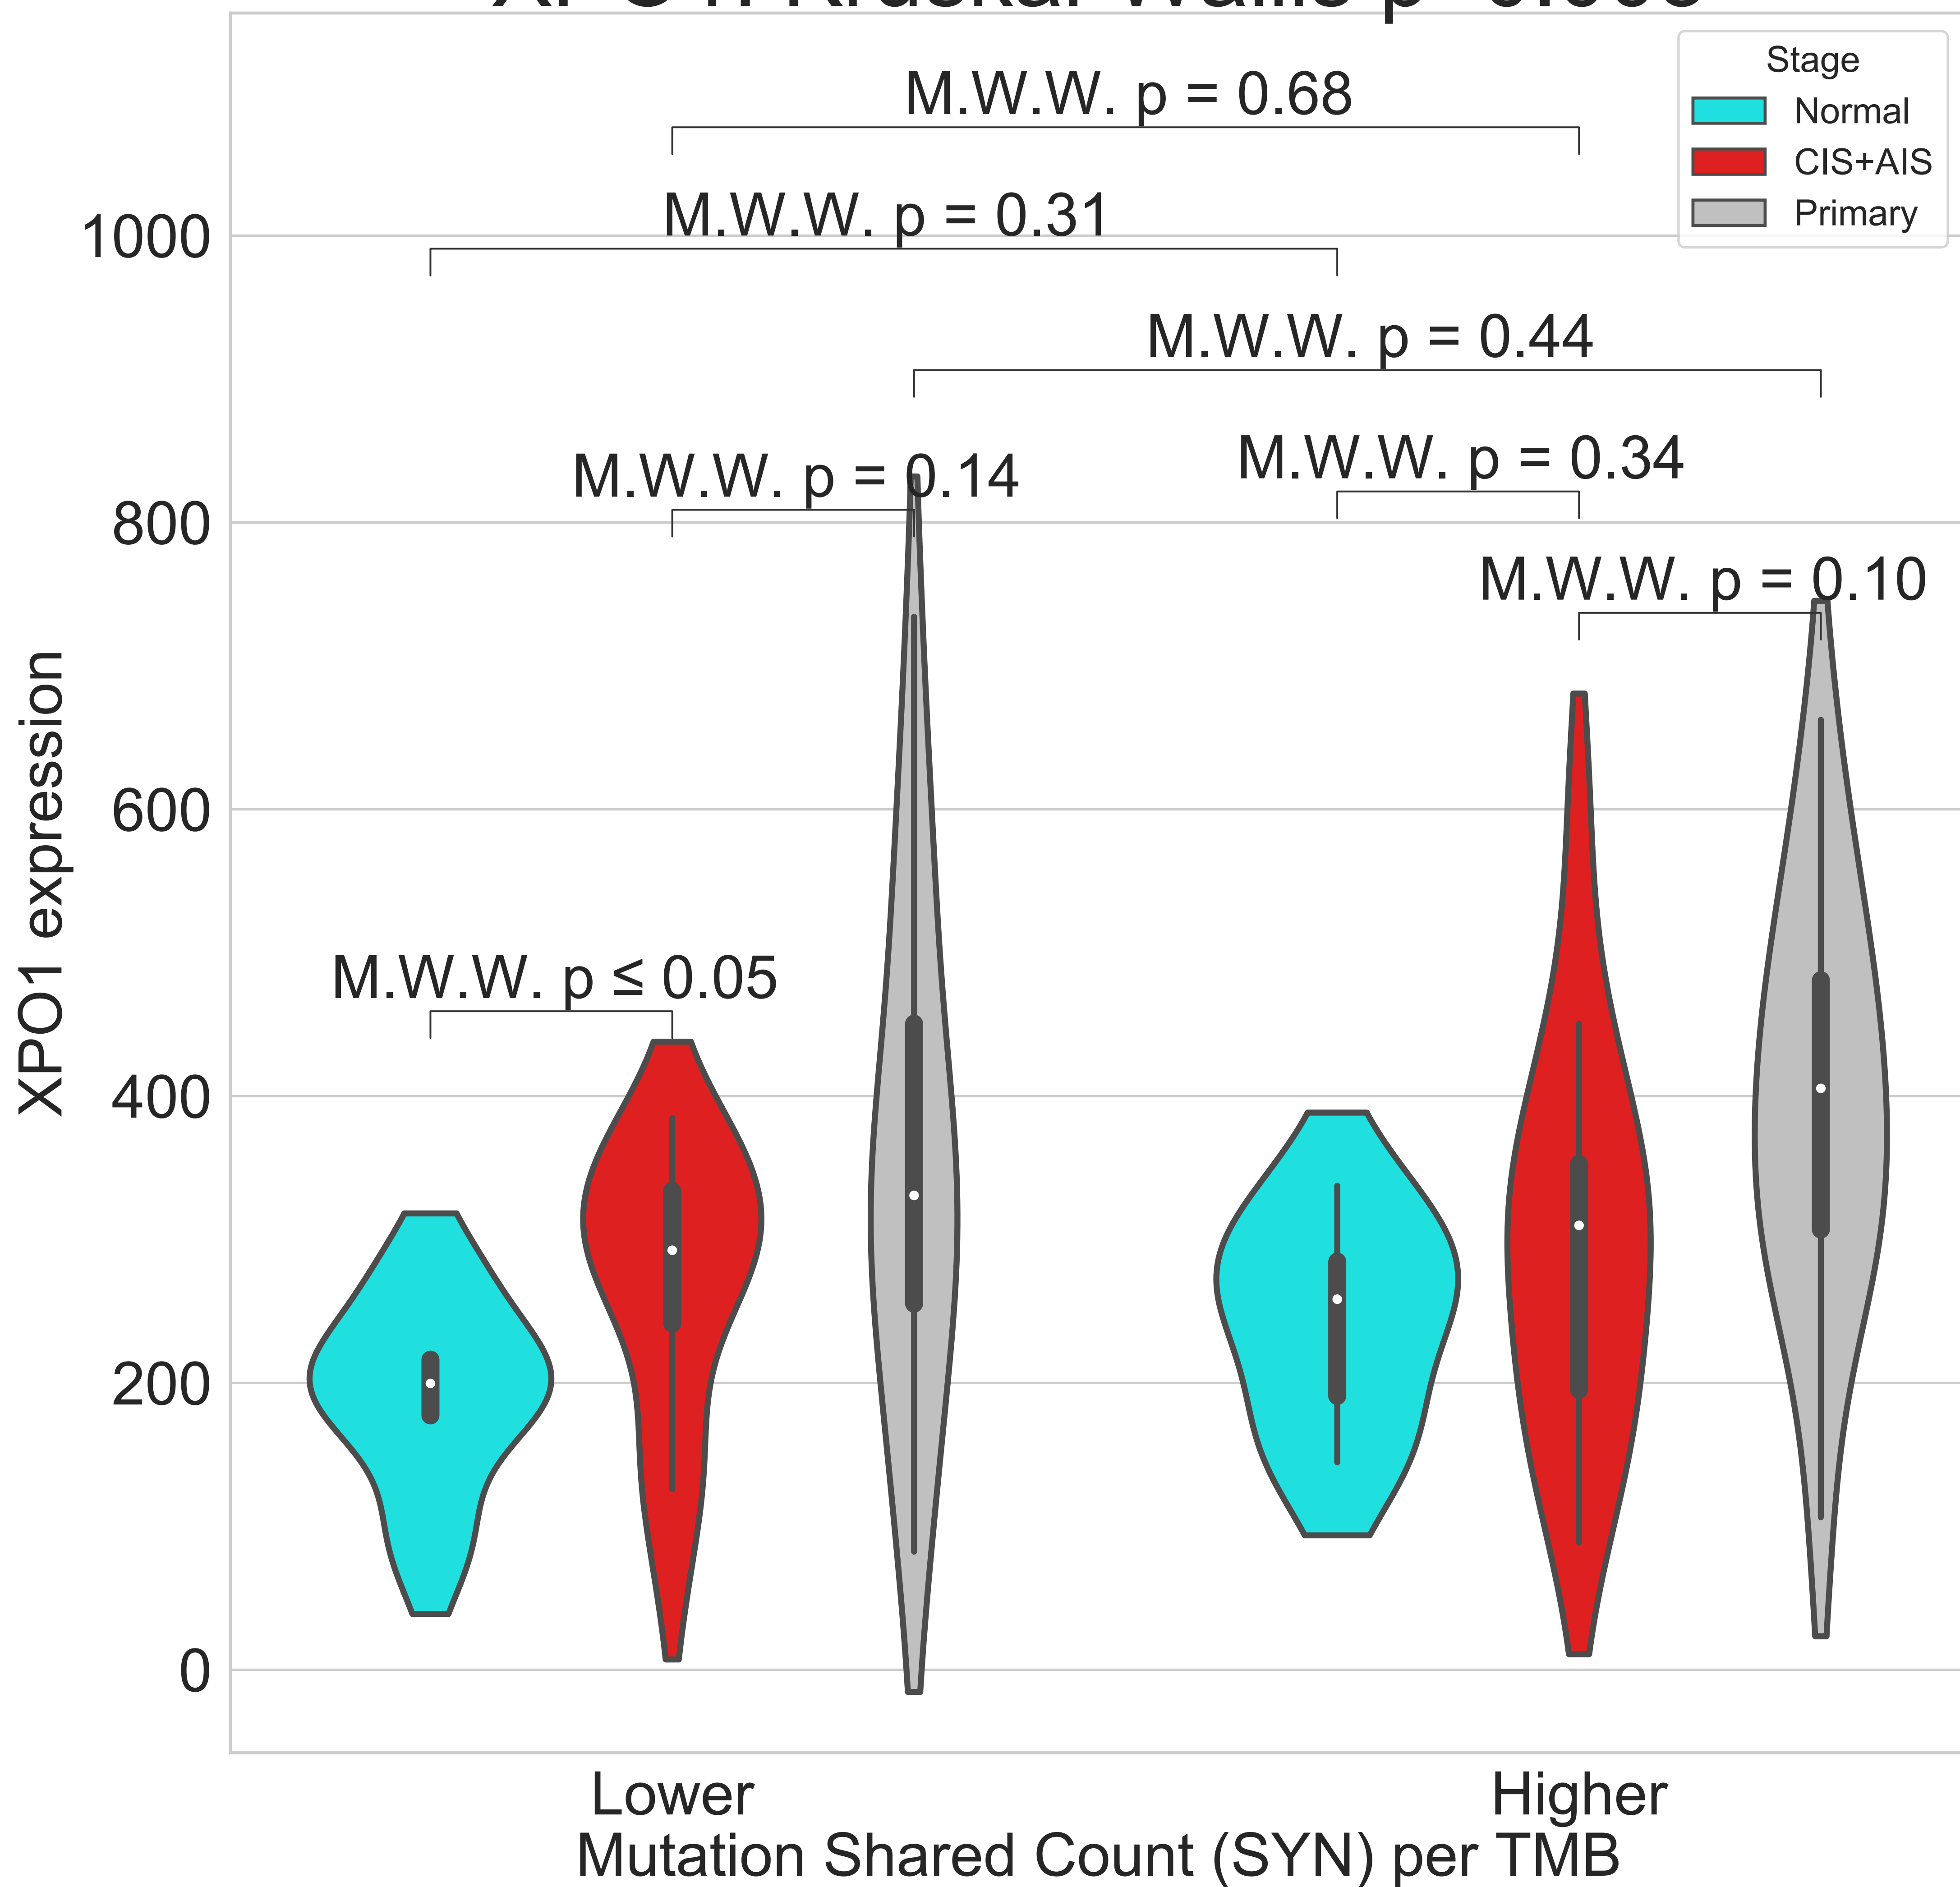 Stage
Normal
CIS+AIS
Primary
M.W.W. p = 0.68
M.W.W. p = 0.31
M.W.W. p = 0.44
M.W.W. p = 0.34
M.W.W. p = 0.14
M.W.W. p = 0.10
M.W.W. p ≤ 0.05
1000
800
600
400
200
0
XPO1 expression
Lower
Higher
Mutation Shared Count (SYN) per TMB